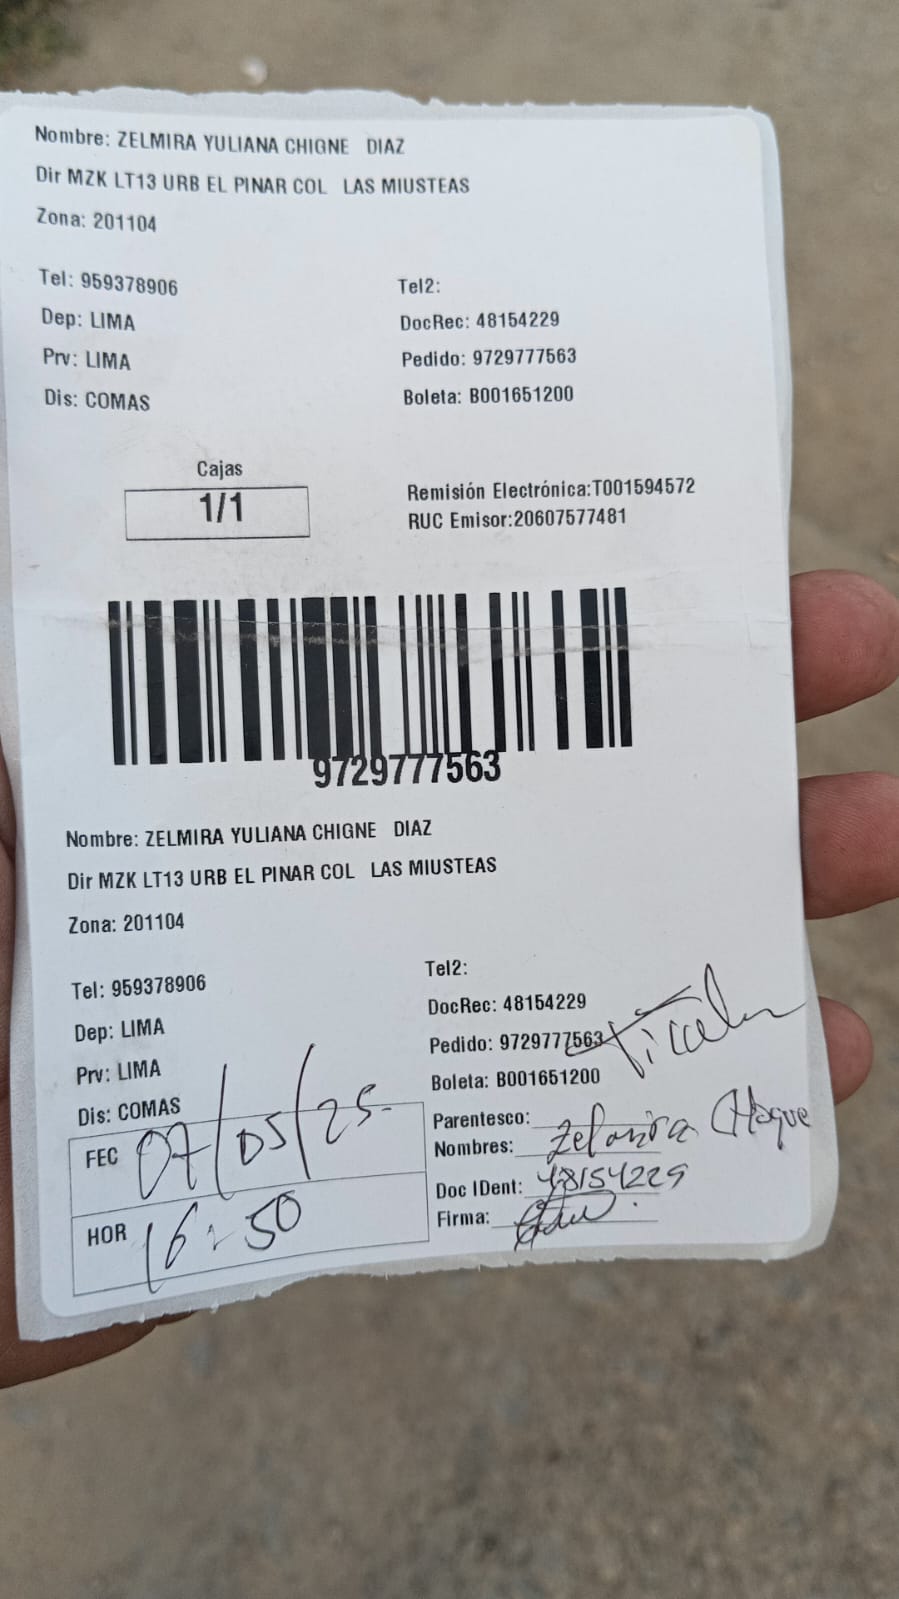 Nombre: ZELMIRA YULIANA CHIGNE DIAZ
Dir MZK LT13 URB EL PINAR COL LAS MIUSTEAS
Zona: 201104
Tel: 959378906 Tel2:
Dep: LIMA DocRec: 48154229
Prv: LIMA Pedido: 9729777563
Dis: COMAS Boleta: B001651200
Cajas
1/1
Remisión Electrónica:T001594572
RUC Emisor:20607577481
9729777563
Nombre: ZELMIRA YULIANA CHIGNE DIAZ
Dir MZK LT13 URB EL PINAR COL LAS MIUSTEAS
Zona: 201104
Tel: 959378906 Tel2:
Dep: LIMA DocRec: 48154229
Prv: LIMA Pedido: 9729777563
Dis: COMAS Boleta: B001651200
Parentesco:
FEC 07/05/25 Nombres: Zelmira
Doc IDent: 48154229
HOR 16:50 Firma: